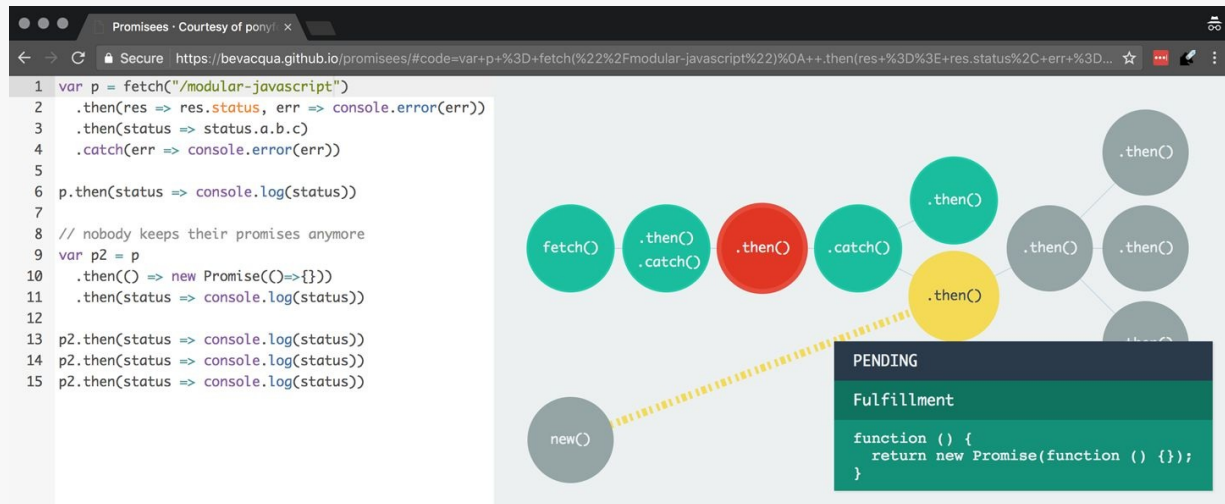 Promisees · Courtesy of ponyf
Secure https://bevacqua.github.io/promisees/#code=var+p+%3D+fetch(%22%2Fmodular-javascript%22)%0A++.then(res+%3D%3E+res.status%2C+err+%3D...
1 var p = fetch("/modular-javascript")
2 .then(res => res.status, err => console.error(err))
3 .then(status => status.a.b.c)
4 .catch(err => console.error(err))
5
6 p.then(status => console.log(status))
7
8 // nobody keeps their promises anymore
9 var p2 = p
10 .then(() => new Promise(()=>{}))
11 .then(status => console.log(status))
12
13 p2.then(status => console.log(status))
14 p2.then(status => console.log(status))
15 p2.then(status => console.log(status))
.then()
.then()
fetch()
.then()
.catch()
.then()
.catch()
.then()
.then()
.then()
new()
PENDING
Fulfillment
function () {
return new Promise(function () {});
}